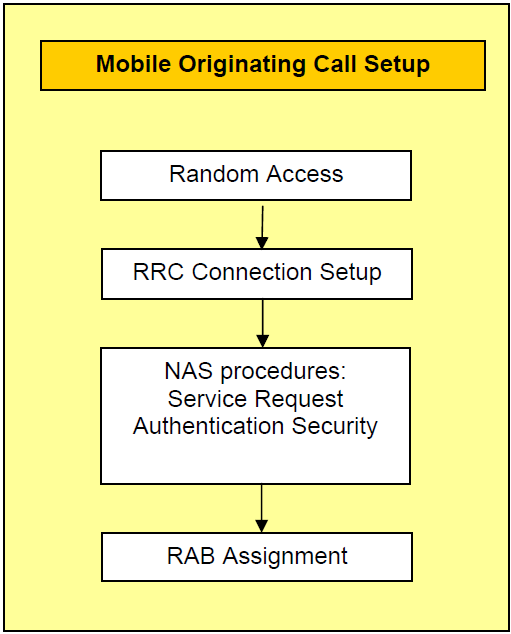 Mobile Originating Call Setup
Random Access
RRC Connection Setup
NAS procedures:
Service Request
Authentication Security
RAB Assignment